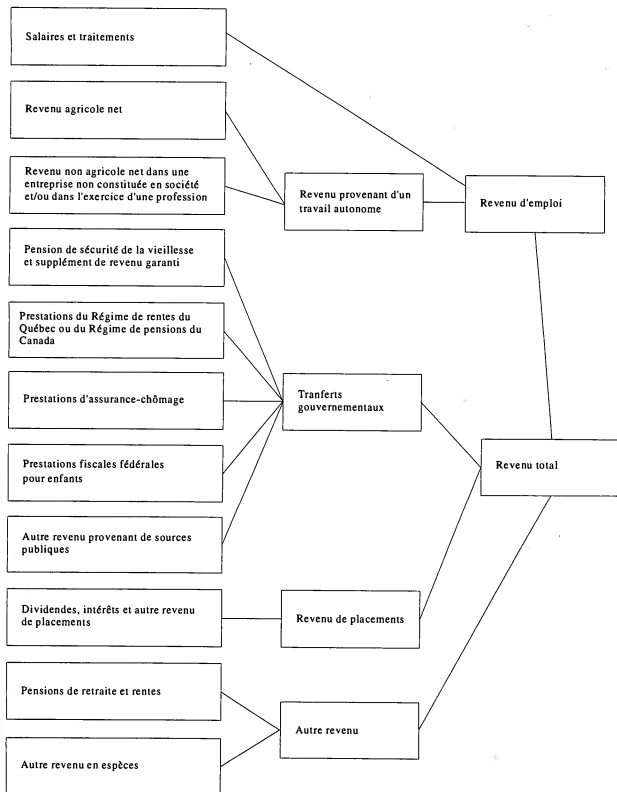 Salaires et traitements
Revenu agricole net
Revenu non agricole net dans une
entreprise non constituée en société
et/ou dans l'exercice d'une profession
Revenu provenant d'un
travail autonome
Revenu d'emploi
Pension de sécurité de la vieillesse
et supplément de revenu garanti
Prestations du Régime de rentes du
Québec ou du Régime de pensions du
Canada
Prestations d'assurance-chômage
Tranferts
gouvernementaux
Prestations fiscales fédérales
pour enfants
Revenu total
Autre revenu provenant de sources
publiques
Dividendes, intérêts et autre revenu
de placements
Revenu de placements
Pensions de retraite et rentes
Autre revenu
Autre revenu en espèces